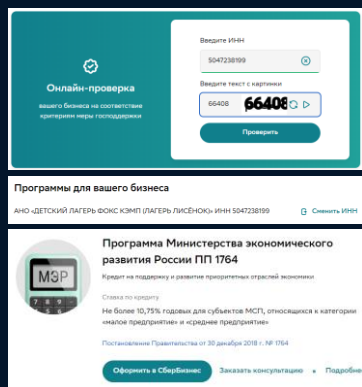 Введите ИНН
5047238199
Онлайн-проверка
вашего бизнеса на соответствие
критериям меры господдержки
Введите текст с картинки
66408 66408
Проверить
Программы для вашего бизнеса
АНО «ДЕТСКИЙ ЛАГЕРЬ ФОКС КЭМП (ЛАГЕРЬ ЛИСЁНОК)» ИНН 5047238199 Сменить ИНН
Программа Министерства экономического
развития России ПП 1764
МЭР
Кредит на поддержку и развитие приоритетных отраслей экономики
Ставка по кредиту
Не более 10,75% годовых для субъектов МСП, относящихся к категории
«малое предприятие» и «среднее предприятие»
7 8 9 -
Постановление Правительства от 30 декабря 2018 г. № 1764
Оформить в СберБизнес Заказать консультацию • Подробне